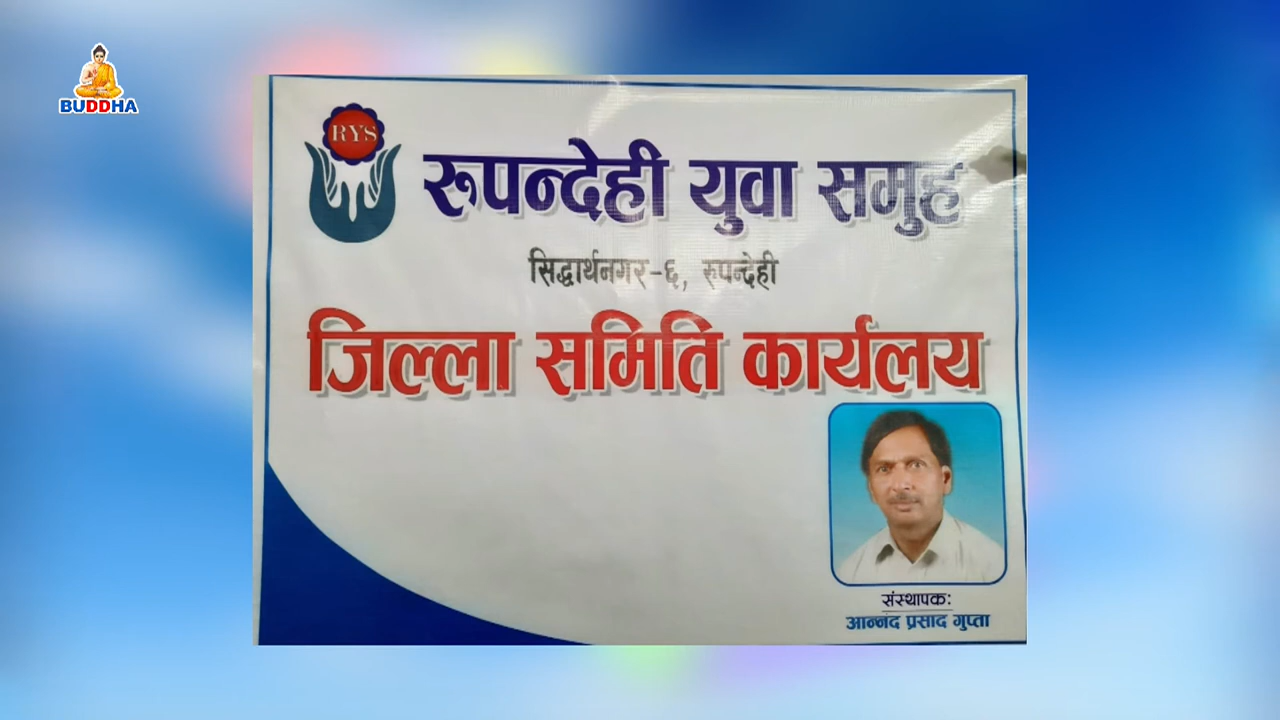 BUDDHA
RYS
रुपन्देही युवा समुह
सिद्धार्थनगर-६, रुपन्देही
जिल्ला समिति कार्यलय
संस्थापक:
आन्नद प्रसाद गुप्ता